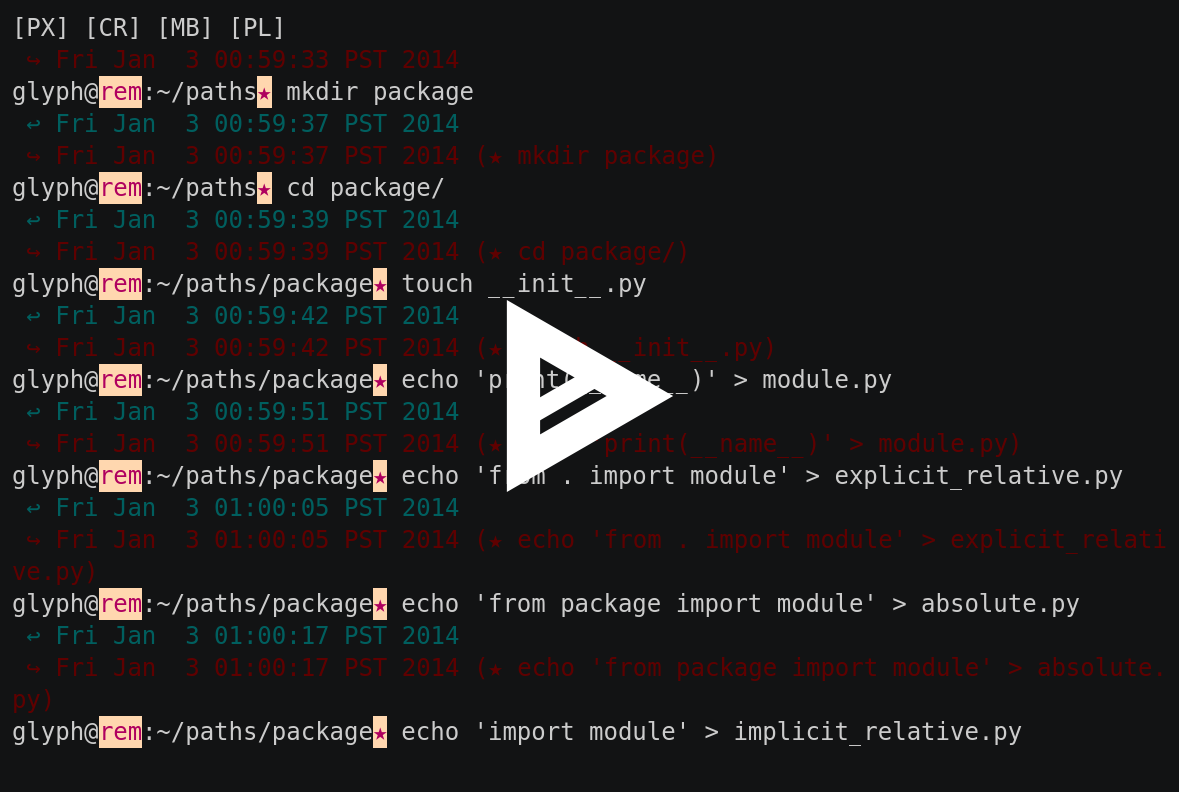 [PX] [CR] [MB] [PL]
↪ Fri Jan  3 00:59:33 PST 2014
glyph@rem:~/paths★ mkdir package
↩ Fri Jan  3 00:59:37 PST 2014
↪ Fri Jan  3 00:59:37 PST 2014 (★ mkdir package)
glyph@rem:~/paths★ cd package/
↩ Fri Jan  3 00:59:39 PST 2014
↪ Fri Jan  3 00:59:39 PST 2014 (★ cd package/)
glyph@rem:~/paths/package★ touch __init__.py
↩ Fri Jan  3 00:59:42 PST 2014
↪ Fri Jan  3 00:59:42 PST 2014 (★ __init__.py)
glyph@rem:~/paths/package★ echo 'print(__name__)' > module.py
↩ Fri Jan  3 00:59:51 PST 2014
↪ Fri Jan  3 00:59:51 PST 2014 (★ print(__name__)' > module.py)
glyph@rem:~/paths/package★ echo 'from . import module' > explicit_relative.py
↩ Fri Jan  3 01:00:05 PST 2014
↪ Fri Jan  3 01:00:05 PST 2014 (★ echo 'from . import module' > explicit_relati
ve.py)
glyph@rem:~/paths/package★ echo 'from package import module' > absolute.py
↩ Fri Jan  3 01:00:17 PST 2014
↪ Fri Jan  3 01:00:17 PST 2014 (★ echo 'from package import module' > absolute.
py)
glyph@rem:~/paths/package★ echo 'import module' > implicit_relative.py